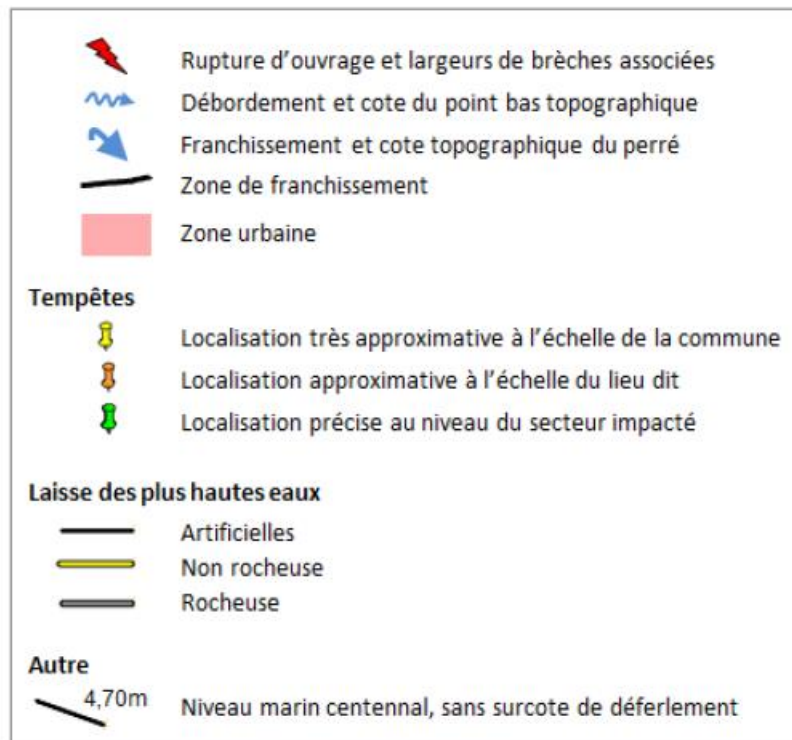 Rupture d'ouvrage et largeurs de brèches associées
Débordement et cote du point bas topographique
Franchissement et cote topographique du perré
Zone de franchissement
Zone urbaine
Tempêtes
Localisation très approximative à l'échelle de la commune
Localisation approximative à l'échelle du lieu dit
Localisation précise au niveau du secteur impacté
Laisse des plus hautes eaux
Artificielles
Non rocheuse
Rocheuse
Autre
4,70m Niveau marin centennal, sans surcote de déferlement